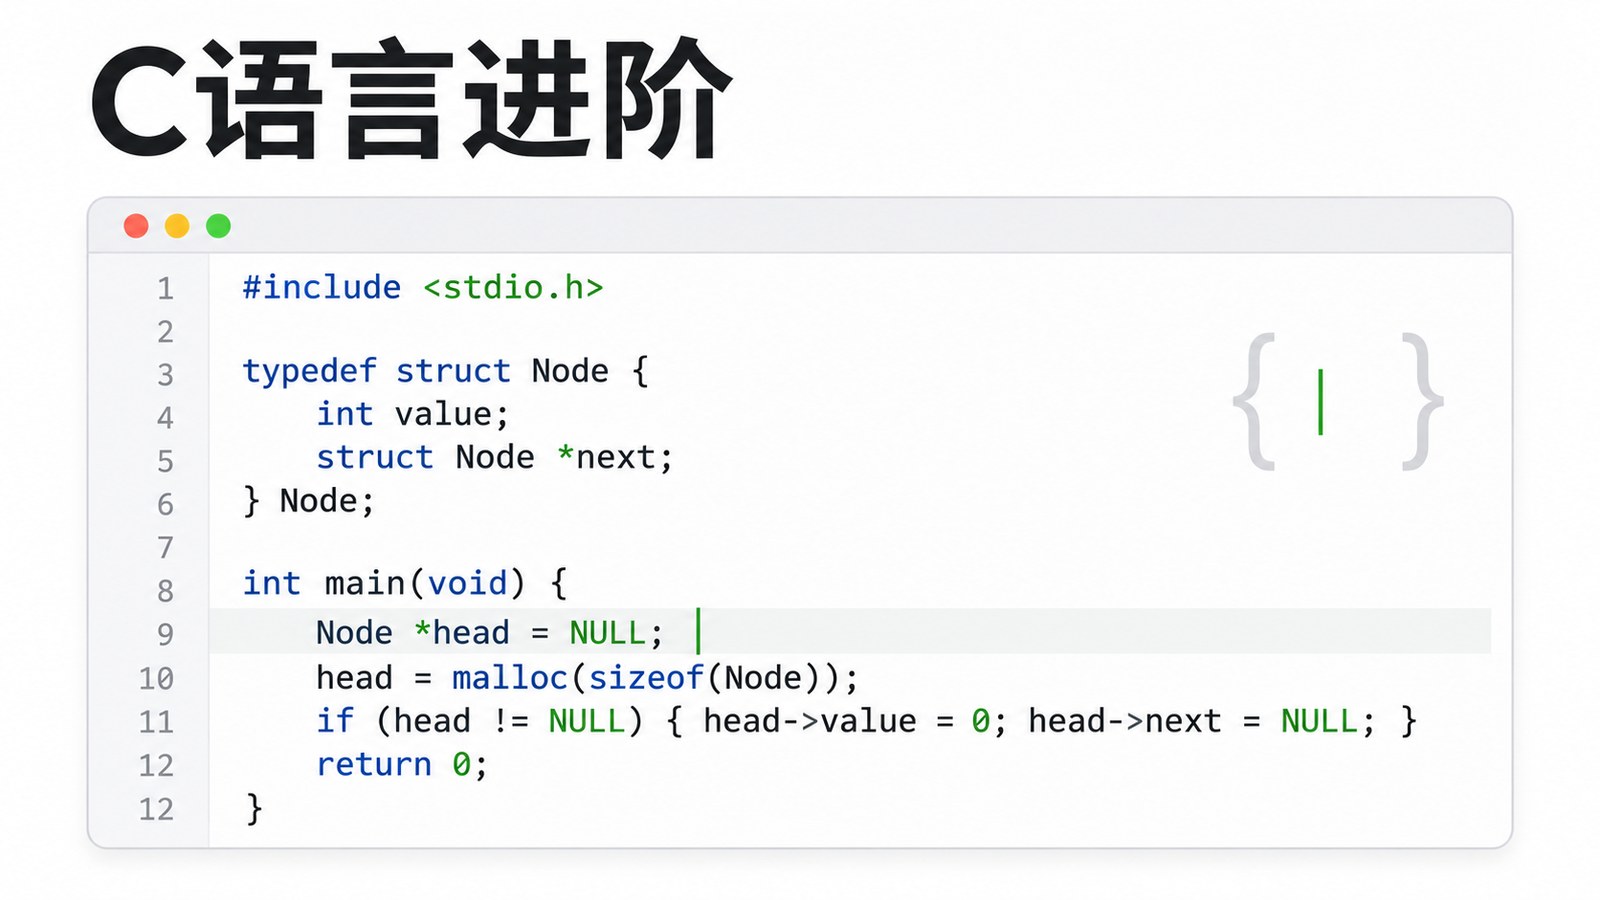 C语言进阶
1 #include <stdio.h>
2
3 typedef struct Node {
4     int value;
5     struct Node *next;
6 } Node;
7
8 int main(void) {
9     Node *head = NULL;
10     head = malloc(sizeof(Node));
11     if (head != NULL) { head->value = 0; head->next = NULL; }
12     return 0;
12 }
{ | }